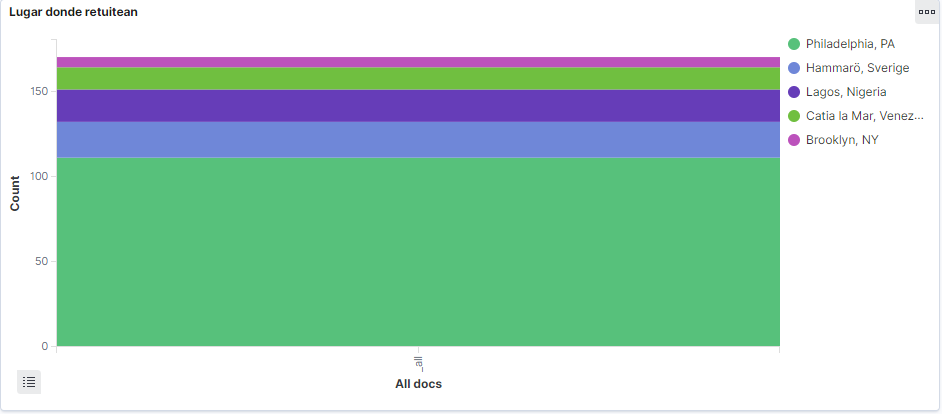 Lugar donde retuitean
Philadelphia, PA
Hammarö, Sverige
Lagos, Nigeria
Catia la Mar, Venez...
Brooklyn, NY
Count
150
100
50
0
_all
All docs